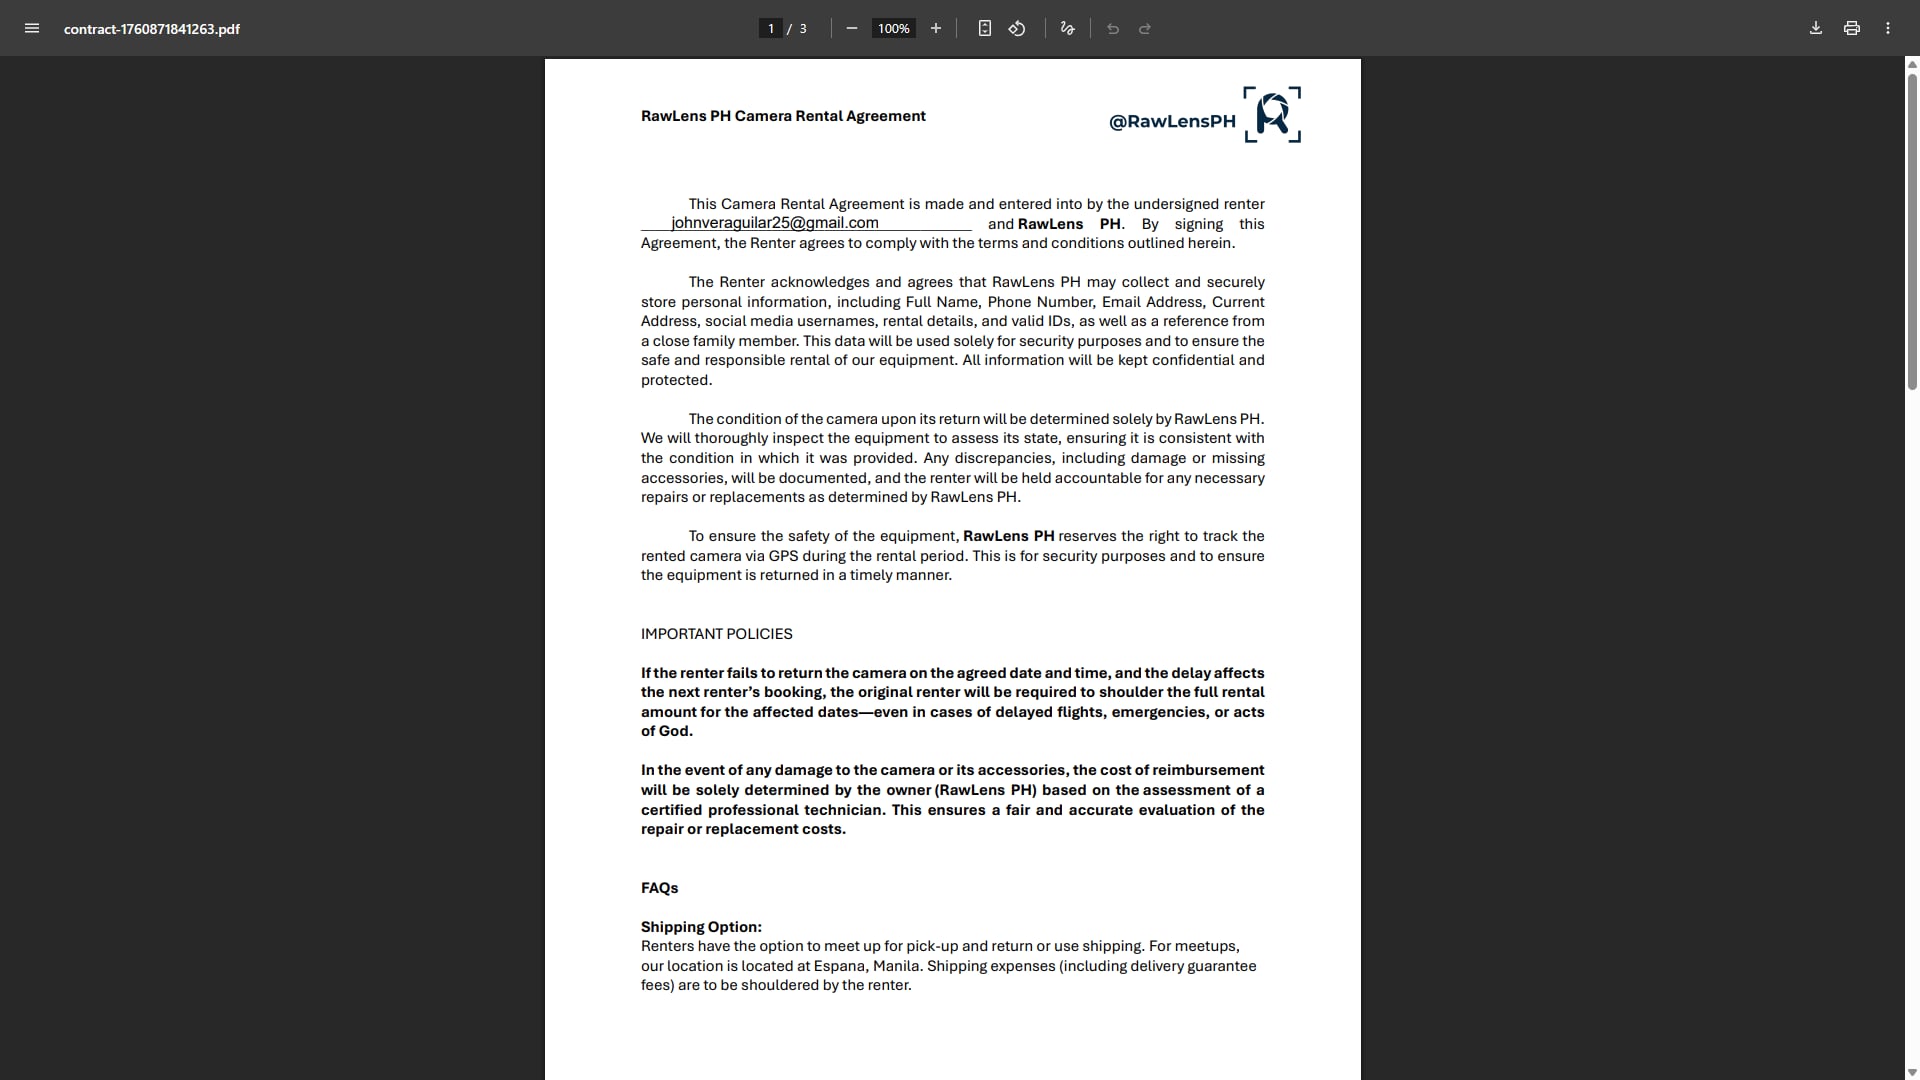 contract-1760871841263.pdf
1 / 3
100%
RawLens PH Camera Rental Agreement
@RawLensPH
This Camera Rental Agreement is made and entered into by the undersigned renter
johnveraguilar25@gmail.com and RawLens PH. By signing this
Agreement, the Renter agrees to comply with the terms and conditions outlined herein.
The Renter acknowledges and agrees that RawLens PH may collect and securely
store personal information, including Full Name, Phone Number, Email Address, Current
Address, social media usernames, rental details, and valid IDs, as well as a reference from
a close family member. This data will be used solely for security purposes and to ensure the
safe and responsible rental of our equipment. All information will be kept confidential and
protected.
The condition of the camera upon its return will be determined solely by RawLens PH.
We will thoroughly inspect the equipment to assess its state, ensuring it is consistent with
the condition in which it was provided. Any discrepancies, including damage or missing
accessories, will be documented, and the renter will be held accountable for any necessary
repairs or replacements as determined by RawLens PH.
To ensure the safety of the equipment, RawLens PH reserves the right to track the
rented camera via GPS during the rental period. This is for security purposes and to ensure
the equipment is returned in a timely manner.
IMPORTANT POLICIES
If the renter fails to return the camera on the agreed date and time, and the delay affects
the next renter’s booking, the original renter will be required to shoulder the full rental
amount for the affected dates—even in cases of delayed flights, emergencies, or acts
of God.
In the event of any damage to the camera or its accessories, the cost of reimbursement
will be solely determined by the owner (RawLens PH) based on the assessment of a
certified professional technician. This ensures a fair and accurate evaluation of the
repair or replacement costs.
FAQs
Shipping Option:
Renters have the option to meet up for pick-up and return or use shipping. For meetups,
our location is located at Espana, Manila. Shipping expenses (including delivery guarantee
fees) are to be shouldered by the renter.